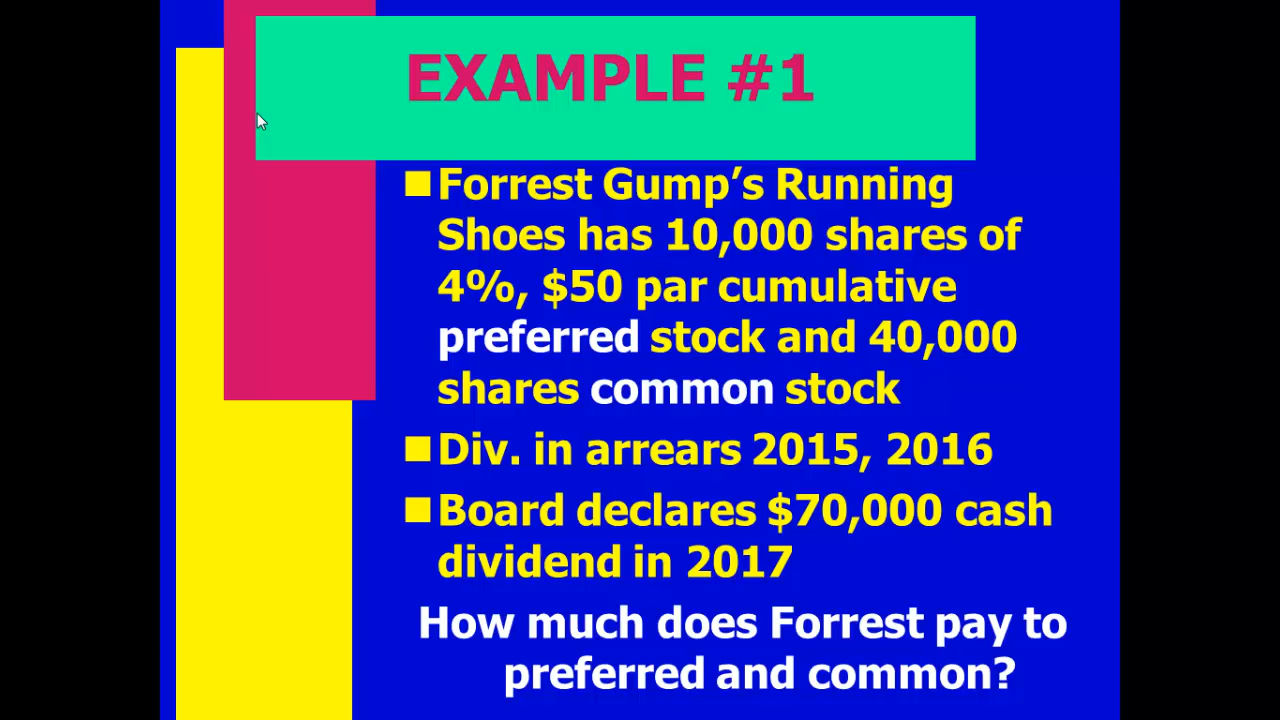 EXAMPLE #1
Forrest Gump’s Running
Shoes has 10,000 shares of
4%, $50 par cumulative
preferred stock and 40,000
shares common stock
Div. in arrears 2015, 2016
Board declares $70,000 cash
dividend in 2017
How much does Forrest pay to
preferred and common?